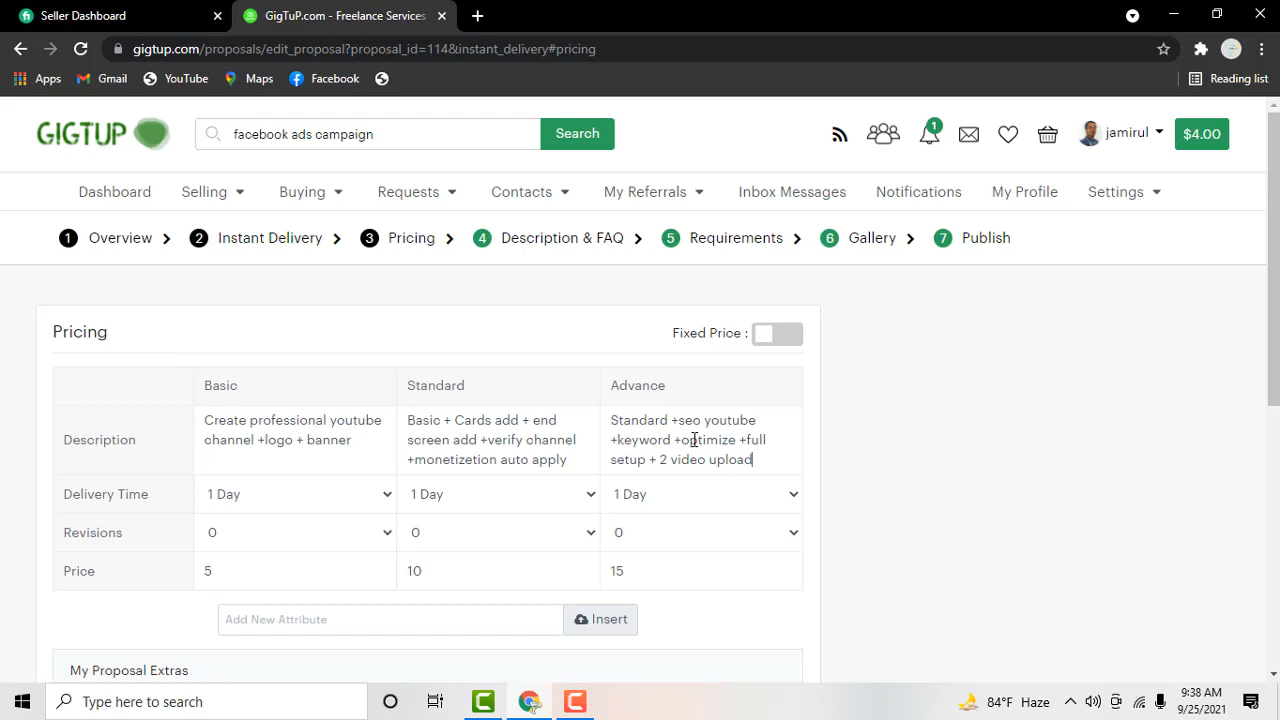 Seller Dashboard
GigTuP.com - Freelance Services
gigtup.com/proposals/edit_proposal?proposal_id=114&instant_delivery#pricing
Apps
Gmail
YouTube
Maps
Facebook
Reading list
GIGTUP
facebook ads campaign
Search
1
jamirul
$4.00
Dashboard
Selling
Buying
Requests
Contacts
My Referrals
Inbox Messages
Notifications
My Profile
Settings
1 Overview
2 Instant Delivery
3 Pricing
4 Description & FAQ
5 Requirements
6 Gallery
7 Publish
Pricing
Fixed Price :
Basic
Standard
Advance
Description
Create professional youtube
channel +logo + banner
Basic + Cards add + end
screen add +verify channel
+monetizetion auto apply
Standard +seo youtube
+keyword +optimize +full
setup + 2 video upload
Delivery Time
1 Day
1 Day
1 Day
Revisions
0
0
0
Price
5
10
15
Add New Attribute
Insert
My Proposal Extras
Type here to search
84°F Haze
9:38 AM
9/25/2021